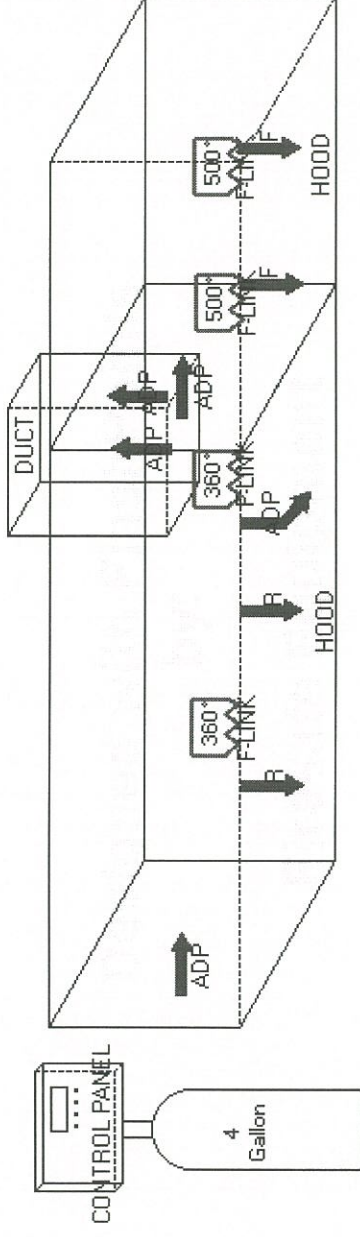 CONTROL PANEL
4
Gallon
ADP
R
360°
F-LINK
R
HOOD
ADP
360°
F-LINK
DUCT
ADP
ADP
ADP
500°
F-LINK
F
500°
F-LINK
F
HOOD